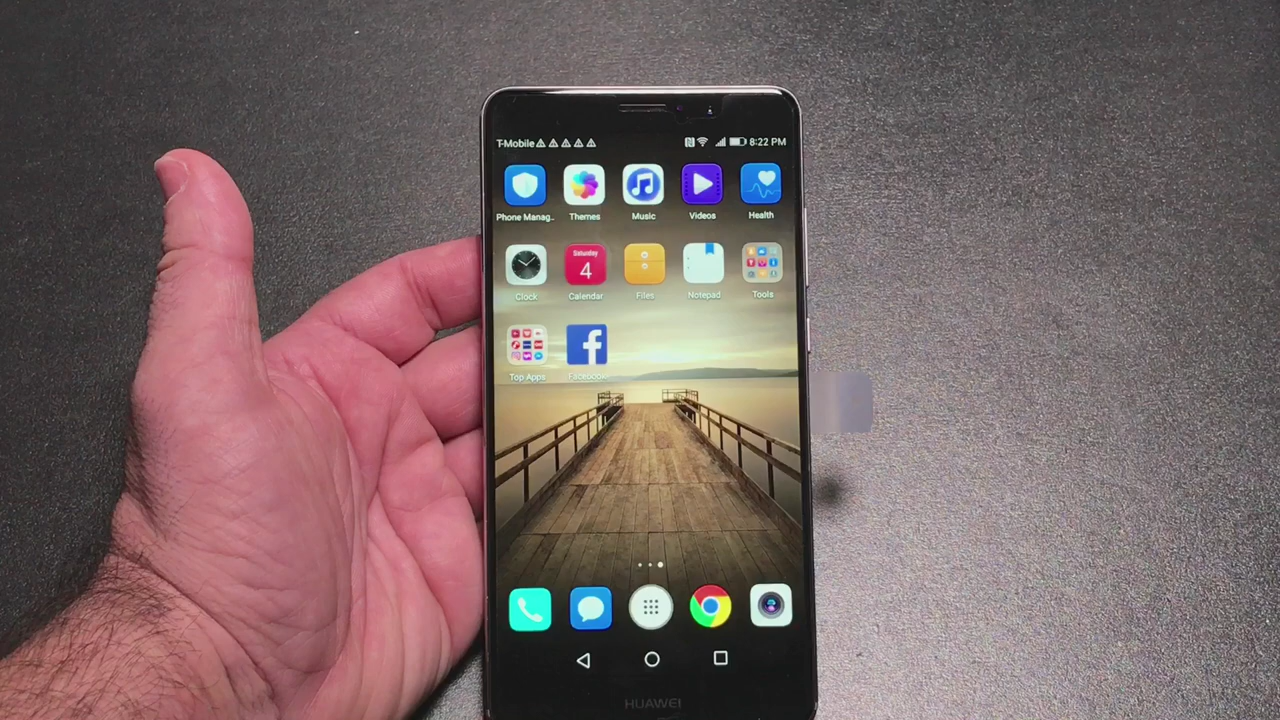 T-Mobile 8:22 PM
Phone Manag.. Themes Music Videos Health
Saturday
4
Clock Calendar Files Notepad Tools
f
Top Apps Facebook
HUAWEI